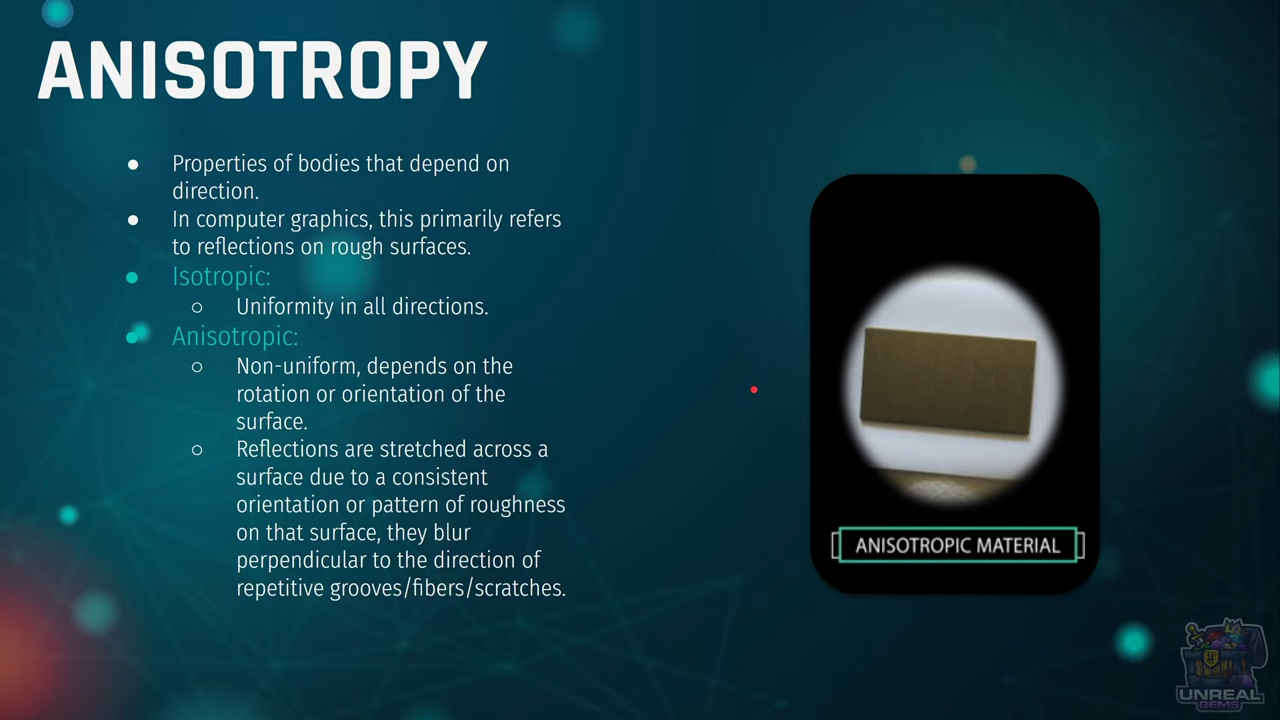 ANISOTROPY
● Properties of bodies that depend on
direction.
● In computer graphics, this primarily refers
to reflections on rough surfaces.
● Isotropic:
○ Uniformity in all directions.
● Anisotropic:
○ Non-uniform, depends on the
rotation or orientation of the
surface.
○ Reflections are stretched across a
surface due to a consistent
orientation or pattern of roughness
on that surface, they blur
perpendicular to the direction of
repetitive grooves/fibers/scratches.
ANISOTROPIC MATERIAL
UNREAL
GEMS